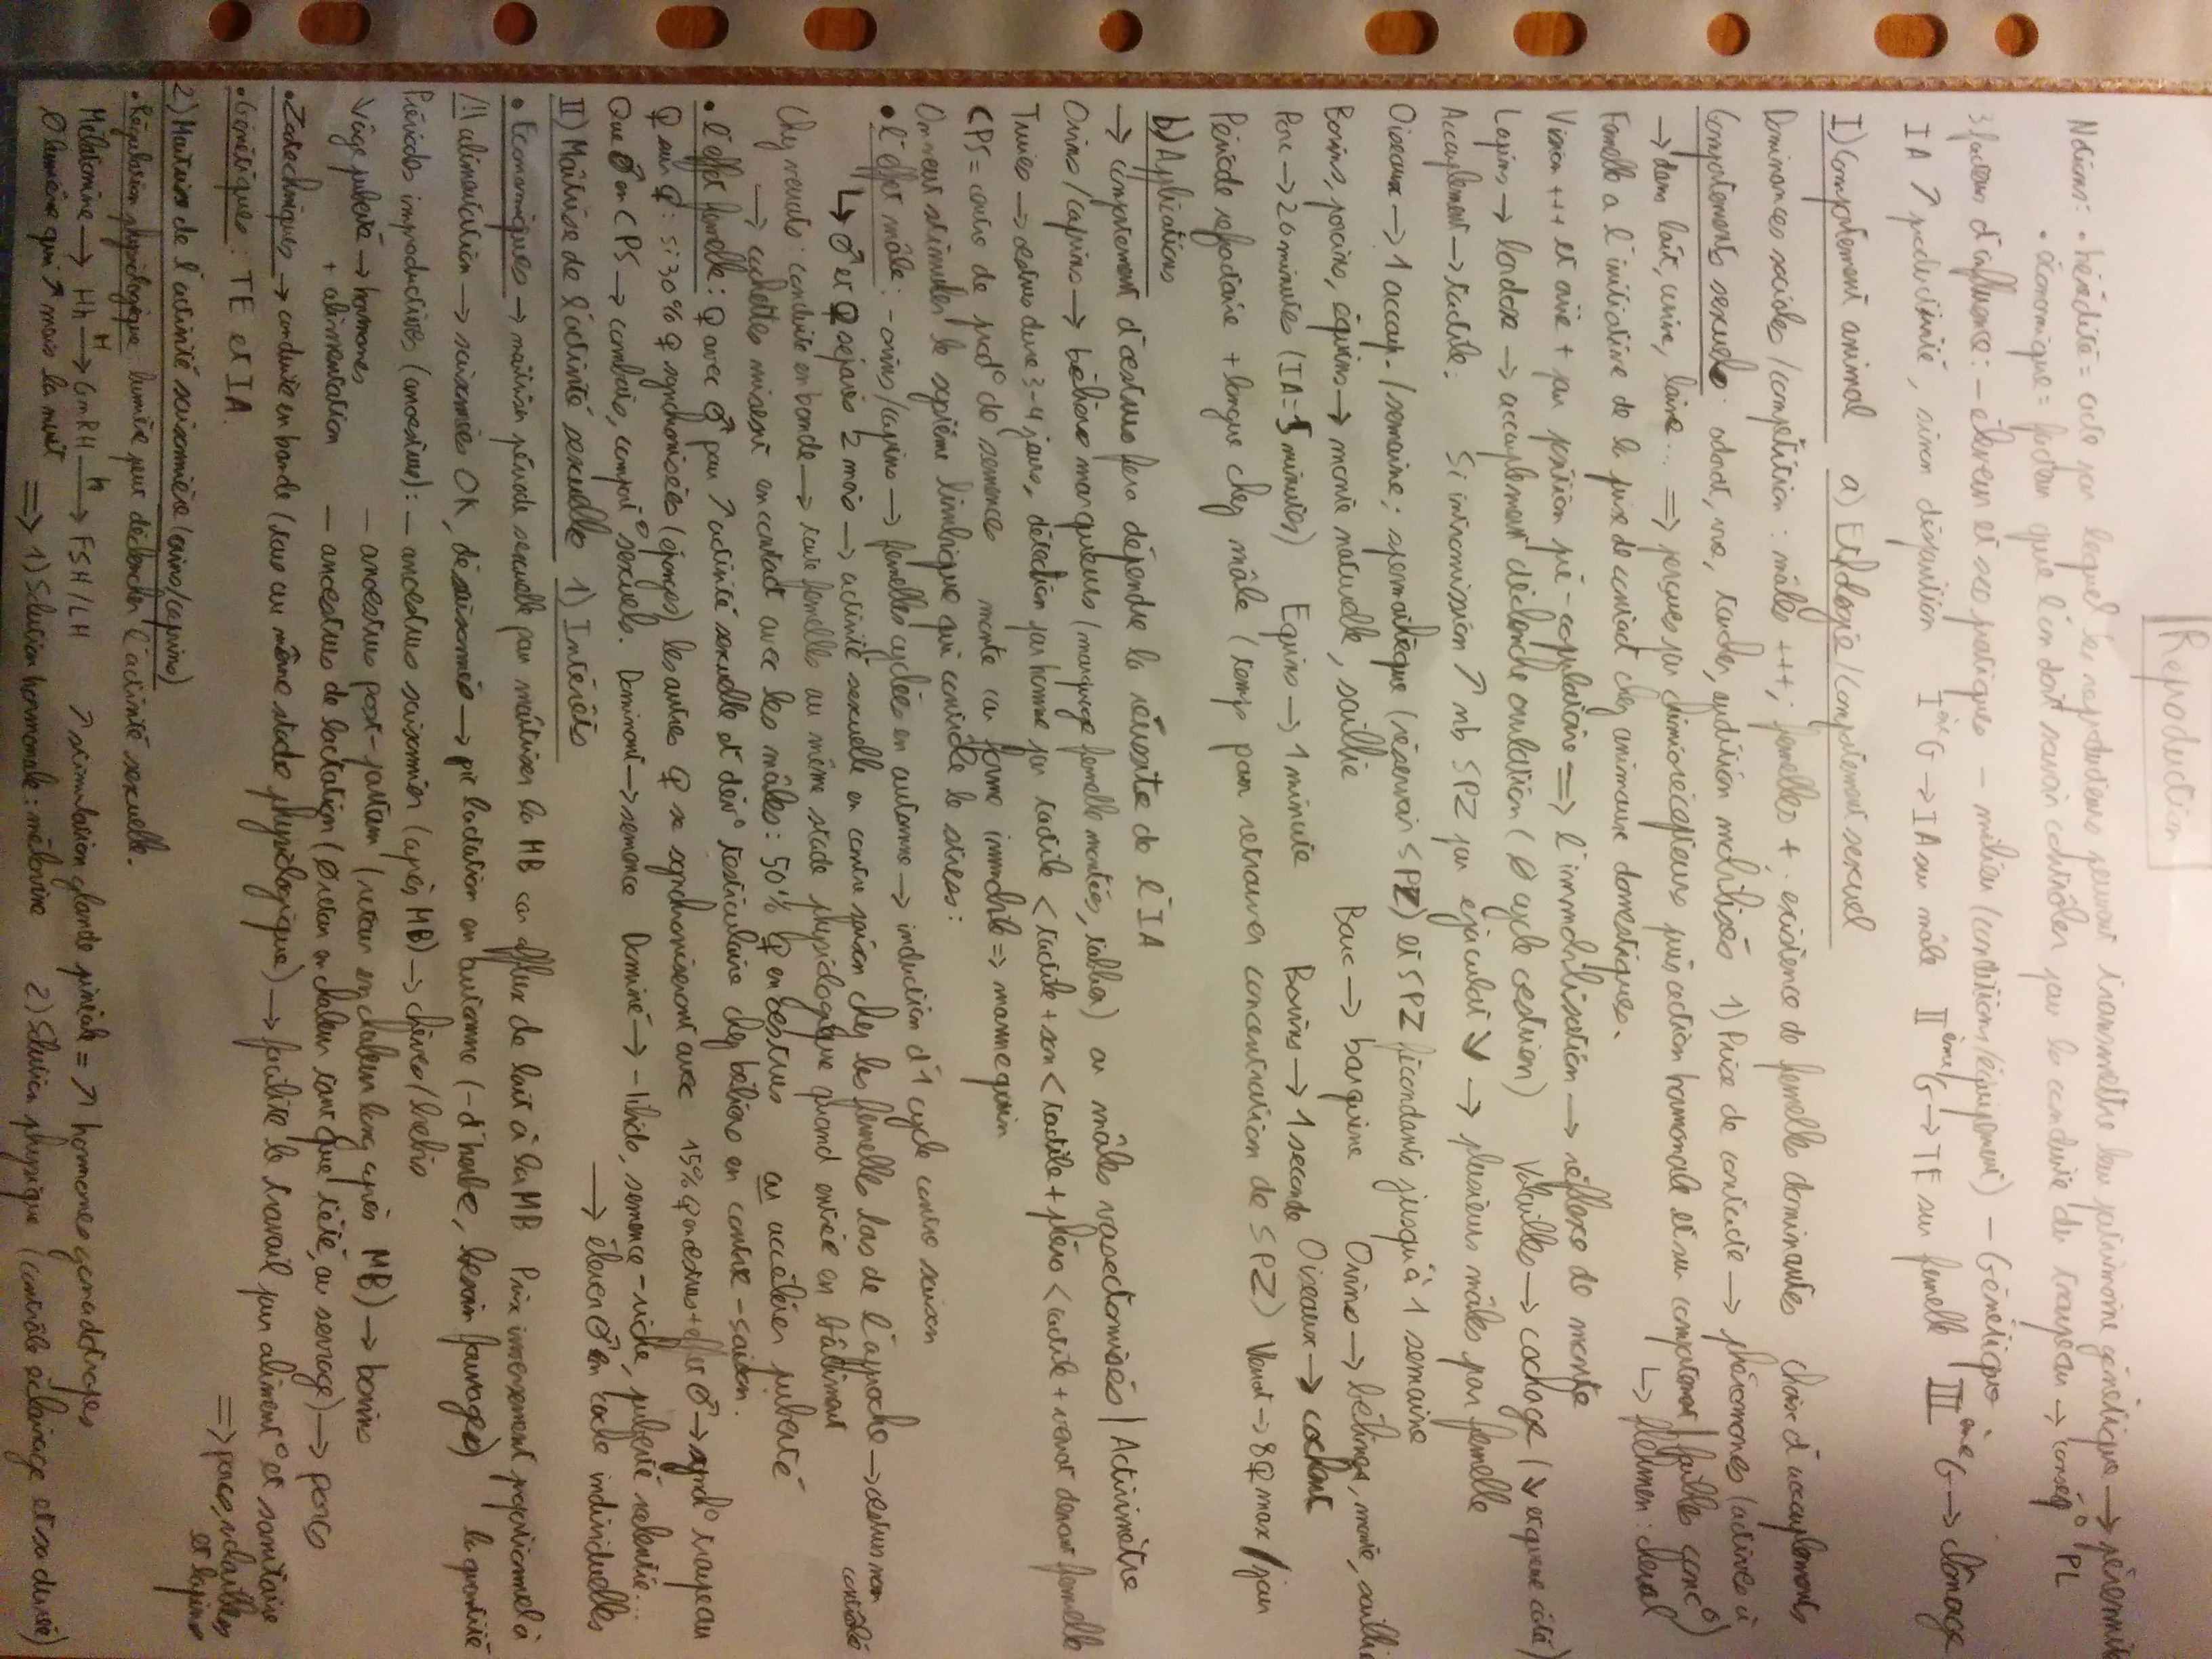 Reproduction
Notions: • hérédité = acte par lequel les reproducteurs peuvent transmettre leur patrimoine génétique → pérennité
• économique = facteur que l'on doit savoir contrôler par la conduite du troupeau → conséq° PL
3 facteurs d'influence: - éleveur et ses pratiques - milieu (conditions/équipement) - Génétique.
IA ↗ productivité, sinon disparition I ère G → IA sur mâle II ème G → TE sur femelle III ème G → clônage
I) Comportement animal a) Ethologie/Comportement sexuel
Dominances sociales/compétition: mâles +++; femelles +; existence de femelles dominantes Choix d'accouplements
Comportements sexuels: odorat, vue, toucher, audition mobilisés 1) Prise de contacte → phéromones (actives à
→ dans lait, urine, laine... => perçues par chimiorécepteurs puis action hormonale et sur comportement | faibles conc°)
↳ flehmen: cheval
Femelle a l'initiative de la prise de contact chez animaux domestiques.
Vision +++ et ouïe + par position pré-copulatoire => l'immobilisation → réflexe de monte
Lapins → lordose → accouplement déclenche ovulation (Ø cycle oestrien) Volailles → cochage (↘ et queue côté)
Accouplement → tactile. Si intromission ↗ nb SPZ par éjaculat ↘ → plusieurs mâles par femelle
Oiseaux → 1 accoup. /semaine; spermathèque (réservoir SPZ) et SPZ fécondants jusqu'à 1 semaine
Bovins, porcins, équins → monte naturelle, saillie Bouc → bouquine Ovins → bélines, monte, saillie
Porc → 20 minutes (IA = 5 minutes) Equins → 1 minute Bovins → 1 seconde Oiseaux → cochent
Période refractaire + longue chez mâle (temps pour retrouver concentration de SPZ) Verrat → 8♀ max/jour
b) Applications
→ comportement d'oestrus fera dépendre la réussite de l'IA
Ovins/caprins → béliers marqueurs (marquage femelle montées, tablier) ou mâles vasectomisés | Activimètre
Truies → oestrus dure 3-4 jours, détection par homme par tactile < tactile + son < tactile + phéro < tactile + verrat devant femelle
CPS = centre de prod° de semences monte car forme immobile => mannequin
On veut stimuler le système limbique qui contrôle le stress:
• l'effet mâle: - ovins/caprins → femelles cyclées en automne → induction d'1 cycle contre saison
↳ ♂ et ♀ séparés 2 mois → activité sexuelle en contre saison chez les femelles lors de l'approche → oestrus non contrôlé
Chez verrats: conduite en bande → toute femelles au même stade physiologique quand entrée en bâtiment
→ cochettes misent en contact avec les mâles: 50% ♀ en oestrus ou accélérer puberté
• l'effet femelle: ♀ avec ♂ pour ↗ activité sexuelle et dév° testiculaire chez béliers en contre-saison.
♀ sur ♀: si 30% ♀ synchonisées (éponges) les autres ♀ se synchroniseront avec 15% ♀ en oestrus + effet ♂ → synch° troupeau
Que ♂ en CPS → combats, comport° sexuels. Dominant → semence Dominé → - libido, semence - riche, puberté ralentie...
→ élever ♂ en loge individuelles
II) Maîtrise de l'activité sexuelle 1) Intérêts
• Economiques → maitriser période sexuelle pour maîtriser la MB car afflux de lait à la MB Prix inversement proportionnel à
/!\ alimentation → saisonnées OK, désaisonnés → pic lactation en automne (- d'herbe, besoin fourrages) la quantité
Périodes improductives (anoestrus): - anoestrus saisonnier (après MB) → chèvres/brebis
↘ âge puberté → hormones - anoestrus post-partum (retour en chaleur long après MB) → bovins
+ alimentation - anoestrus de lactation (Ø retour en chaleur tant que tété, ou sevrage) → porcs
• Zootechniques → conduite en bande (tous au même stade physiologique) → facilite le travail pour aliment° et sanitaire
• Génétiques: TE et IA. => porcs, volailles
et lapins
2) Maitrise de l'activité saisonnière (ovins/caprins)
• Régulation physiologique lumière peut déclencher l'activité sexuelle.
Mélatonine → Hh → GnRH → FSH/LH ↗ stimulation glande pinéale = ↗ hormones gonadotropes
Ø lumière qui ↗ mais la nuit => 1) Solution hormonale: mélovine 2) Solution physique (contrôle éclairage et sa durée)